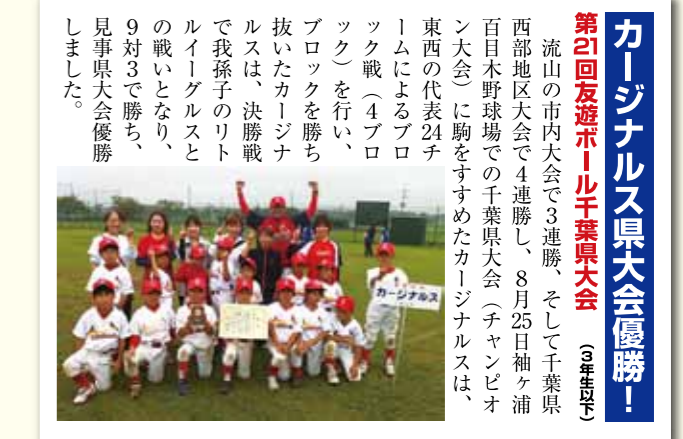 カージナルス県大会優勝！
第21回友遊ボール千葉県大会
（３年生以下）
流山の市内大会で３連勝、そして千葉県
西部地区大会で４連勝し、８月25日袖ヶ浦
百目木野球場での千葉県大会（チャンピオ
ン大会）に駒をすすめたカージナルスは、
東西の代表24チ
ームによるブロ
ック戦（４ブロ
ック）を行い、
ブロックを勝ち
抜いたカージナ
ルスは、決勝戦
で我孫子のリト
ルイーグルスと
の戦いとなり、
９対３で勝ち、
見事県大会優勝
しました。
カージナルス